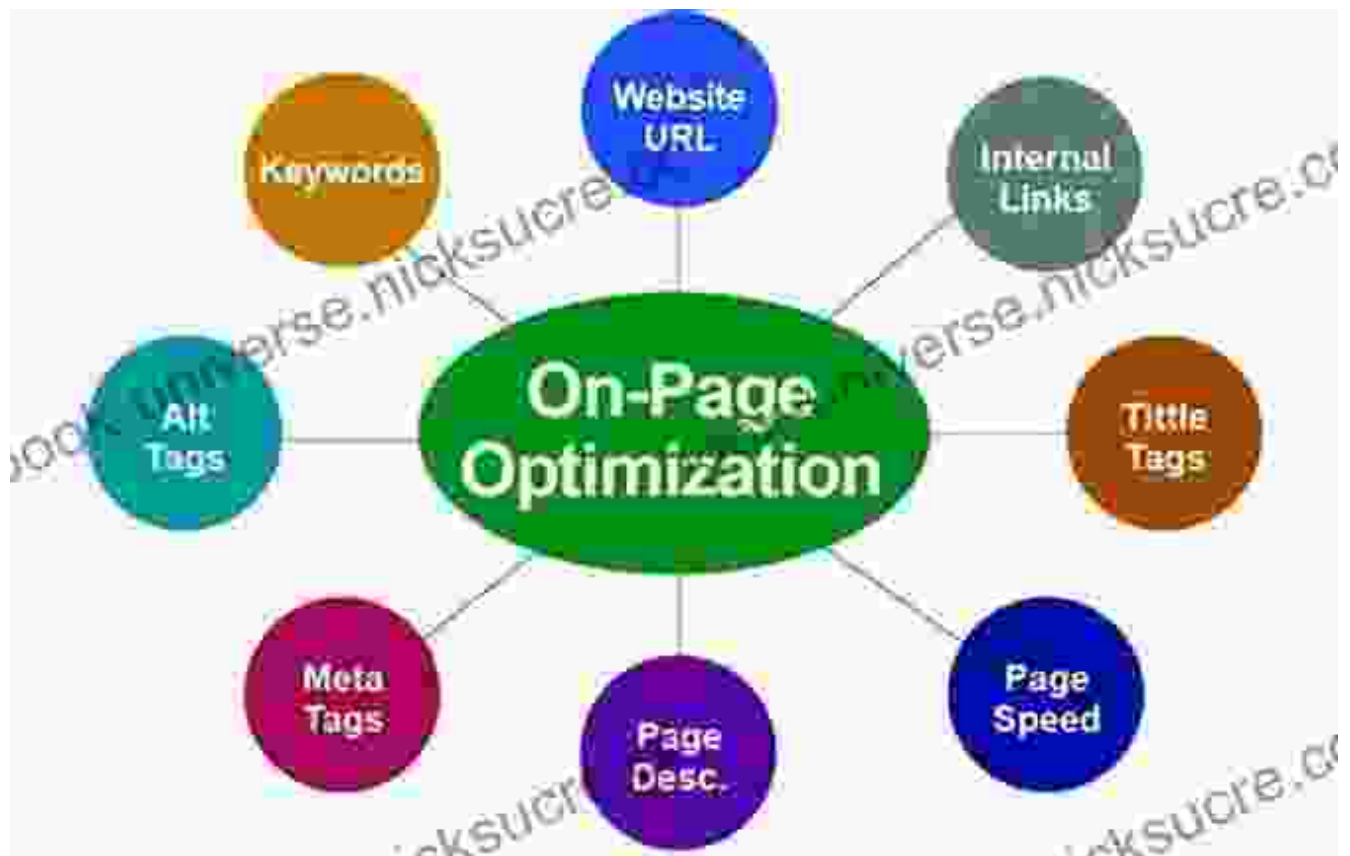 Website
URL
Keywords
Internal
Links
On-Page
Optimization
Alt
Tags
Tittle
Tags
Meta
Tags
Page
Speed
Page
Desc.